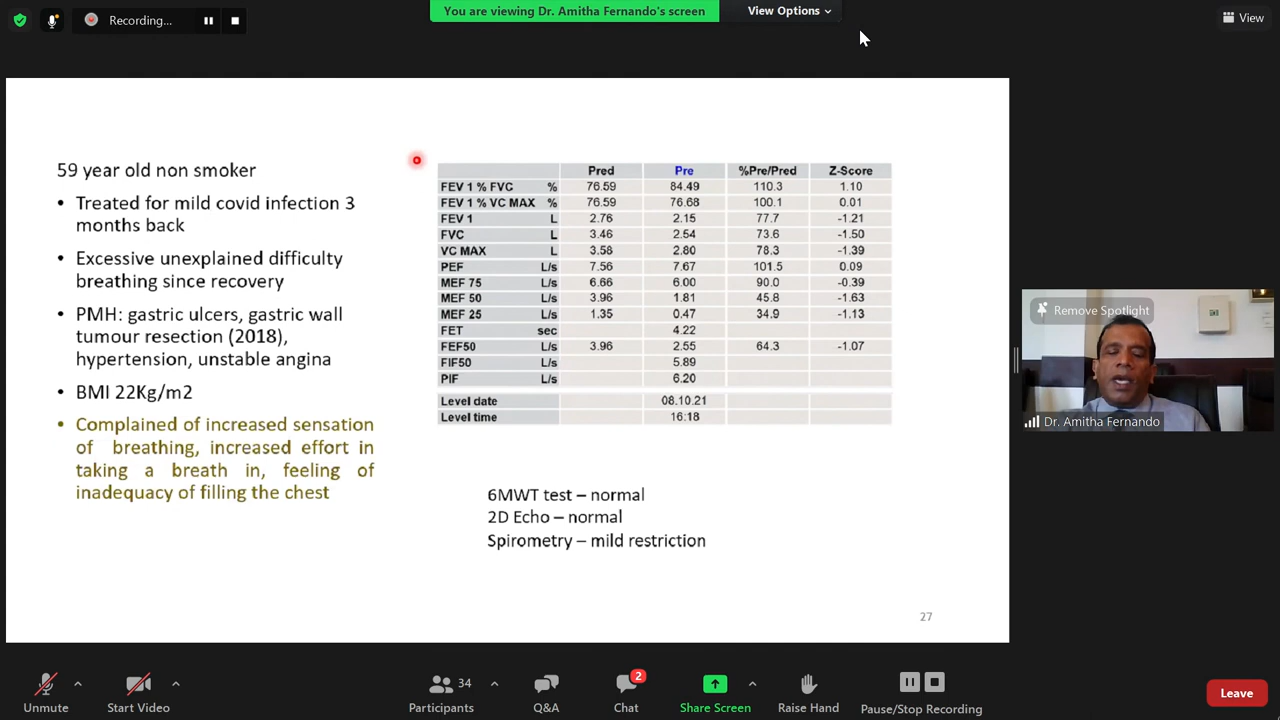 Recording...
You are viewing Dr. Amitha Fernando's screen
View Options
View
59 year old non smoker
• Treated for mild covid infection 3
months back
• Excessive unexplained difficulty
breathing since recovery
• PMH: gastric ulcers, gastric wall
tumour resection (2018),
hypertension, unstable angina
• BMI 22Kg/m2
• Complained of increased sensation
of breathing, increased effort in
taking a breath in, feeling of
inadequacy of filling the chest
Pred Pre %Pre/Pred Z-Score
FEV 1 % FVC % 76.59 84.49 110.3 1.10
FEV 1 % VC MAX % 76.59 76.68 100.1 0.01
FEV 1 L 2.76 2.15 77.7 -1.21
FVC L 3.46 2.54 73.6 -1.50
VC MAX L 3.58 2.80 78.3 -1.39
PEF L/s 7.56 7.67 101.5 0.09
MEF 75 L/s 6.66 6.00 90.0 -0.39
MEF 50 L/s 3.96 1.81 45.8 -1.63
MEF 25 L/s 1.35 0.47 34.9 -1.13
FET sec 4.22
FEF50 L/s 3.96 2.55 64.3 -1.07
FIF50 L/s 5.89
PIF L/s 6.20
Level date 08.10.21
Level time 16:18
6MWT test – normal
2D Echo – normal
Spirometry – mild restriction
27
Remove Spotlight
Dr. Amitha Fernando
Unmute
Start Video
34
Participants
Q&A
2
Chat
Share Screen
Raise Hand
Pause/Stop Recording
Leave